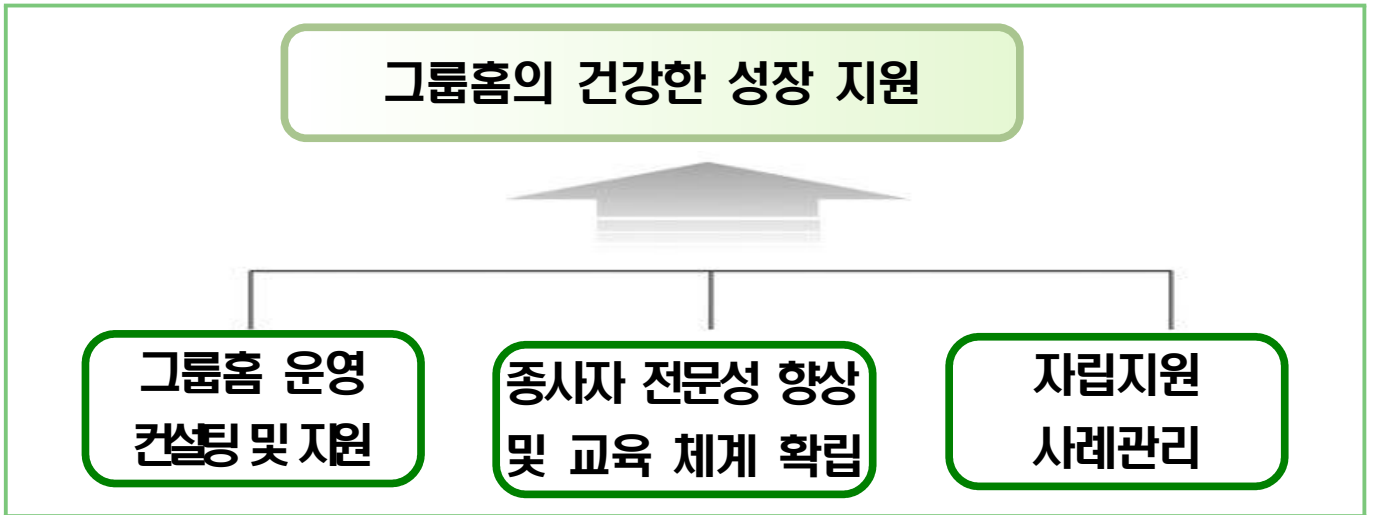 그룹홈의 건강한 성장 지원
그룹홈 운영
컨설팅 및 지원
종사자 전문성 향상
및 교육 체계 확립
자립지원
사례관리